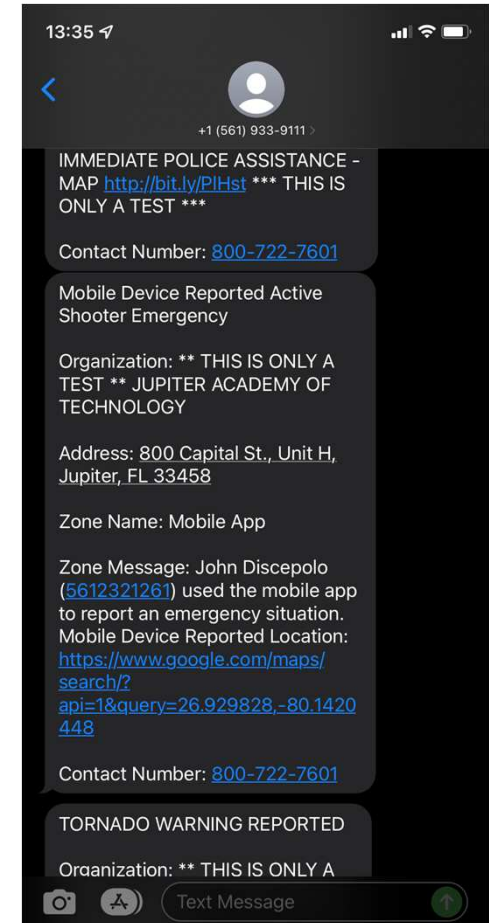 13:35
+1 (561) 933-9111
IMMEDIATE POLICE ASSISTANCE -
MAP http://bit.ly/PlHst *** THIS IS
ONLY A TEST ***
Contact Number: 800-722-7601
Mobile Device Reported Active
Shooter Emergency
Organization: ** THIS IS ONLY A
TEST ** JUPITER ACADEMY OF
TECHNOLOGY
Address: 800 Capital St., Unit H,
Jupiter, FL 33458
Zone Name: Mobile App
Zone Message: John Discepolo
(5612321261) used the mobile app
to report an emergency situation.
Mobile Device Reported Location:
https://www.google.com/maps/
search/?
api=1&query=26.929828,-80.1420
448
Contact Number: 800-722-7601
TORNADO WARNING REPORTED
Organization: ** THIS IS ONLY A
Text Message